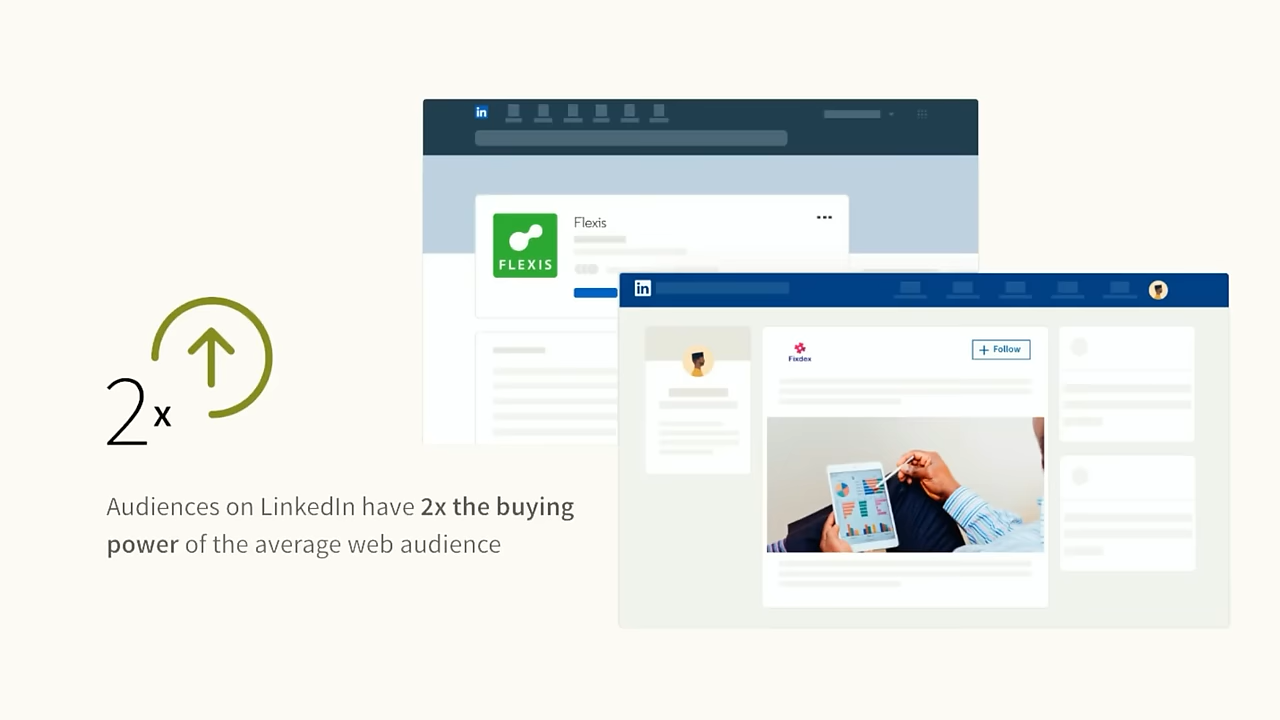 in
Flexis
FLEXIS
in
Fixdex
+ Follow
2x
Audiences on LinkedIn have 2x the buying
power of the average web audience